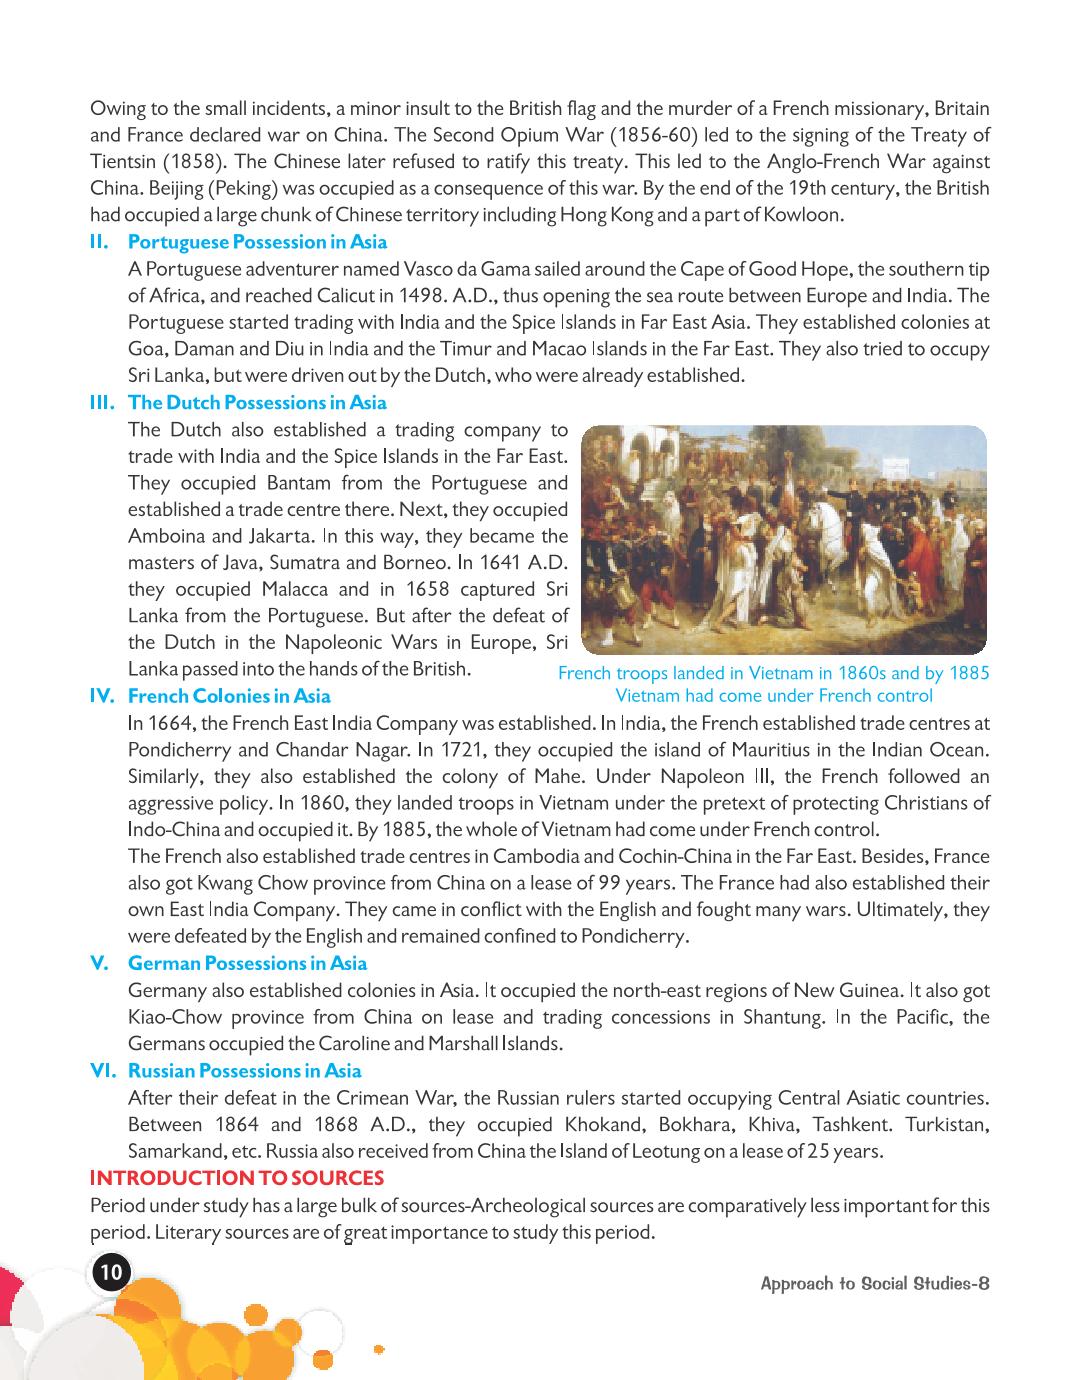 Owing to the small incidents, a minor insult to the British flag and the murder of a French missionary, Britain
and France declared war on China. The Second Opium War (1856-60) led to the signing of the Treaty of
Tientsin (1858). The Chinese later refused to ratify this treaty. This led to the Anglo-French War against
China. Beijing (Peking) was occupied as a consequence of this war. By the end of the 19th century, the British
had occupied a large chunk of Chinese territory including Hong Kong and a part of Kowloon.
II. Portuguese Possession in Asia
A Portuguese adventurer named Vasco da Gama sailed around the Cape of Good Hope, the southern tip
of Africa, and reached Calicut in 1498. A.D., thus opening the sea route between Europe and India. The
Portuguese started trading with India and the Spice Islands in Far East Asia. They established colonies at
Goa, Daman and Diu in India and the Timur and Macao Islands in the Far East. They also tried to occupy
Sri Lanka, but were driven out by the Dutch, who were already established.
III. The Dutch Possessions in Asia
The Dutch also established a trading company to
trade with India and the Spice Islands in the Far East.
They occupied Bantam from the Portuguese and
established a trade centre there. Next, they occupied
Amboina and Jakarta. In this way, they became the
masters of Java, Sumatra and Borneo. In 1641 A.D.
they occupied Malacca and in 1658 captured Sri
Lanka from the Portuguese. But after the defeat of
the Dutch in the Napoleonic Wars in Europe, Sri
Lanka passed into the hands of the British.
French troops landed in Vietnam in 1860s and by 1885
Vietnam had come under French control
IV. French Colonies in Asia
In 1664, the French East India Company was established. In India, the French established trade centres at
Pondicherry and Chandar Nagar. In 1721, they occupied the island of Mauritius in the Indian Ocean.
Similarly, they also established the colony of Mahe. Under Napoleon III, the French followed an
aggressive policy. In 1860, they landed troops in Vietnam under the pretext of protecting Christians of
Indo-China and occupied it. By 1885, the whole of Vietnam had come under French control.
The French also established trade centres in Cambodia and Cochin-China in the Far East. Besides, France
also got Kwang Chow province from China on a lease of 99 years. The France had also established their
own East India Company. They came in conflict with the English and fought many wars. Ultimately, they
were defeated by the English and remained confined to Pondicherry.
V. German Possessions in Asia
Germany also established colonies in Asia. It occupied the north-east regions of New Guinea. It also got
Kiao-Chow province from China on lease and trading concessions in Shantung. In the Pacific, the
Germans occupied the Caroline and Marshall Islands.
VI. Russian Possessions in Asia
After their defeat in the Crimean War, the Russian rulers started occupying Central Asiatic countries.
Between 1864 and 1868 A.D., they occupied Khokand, Bokhara, Khiva, Tashkent. Turkistan,
Samarkand, etc. Russia also received from China the Island of Leotung on a lease of 25 years.
INTRODUCTION TO SOURCES
Period under study has a large bulk of sources-Archeological sources are comparatively less important for this
period. Literary sources are of great importance to study this period.
10
Approach to Social Studies-8